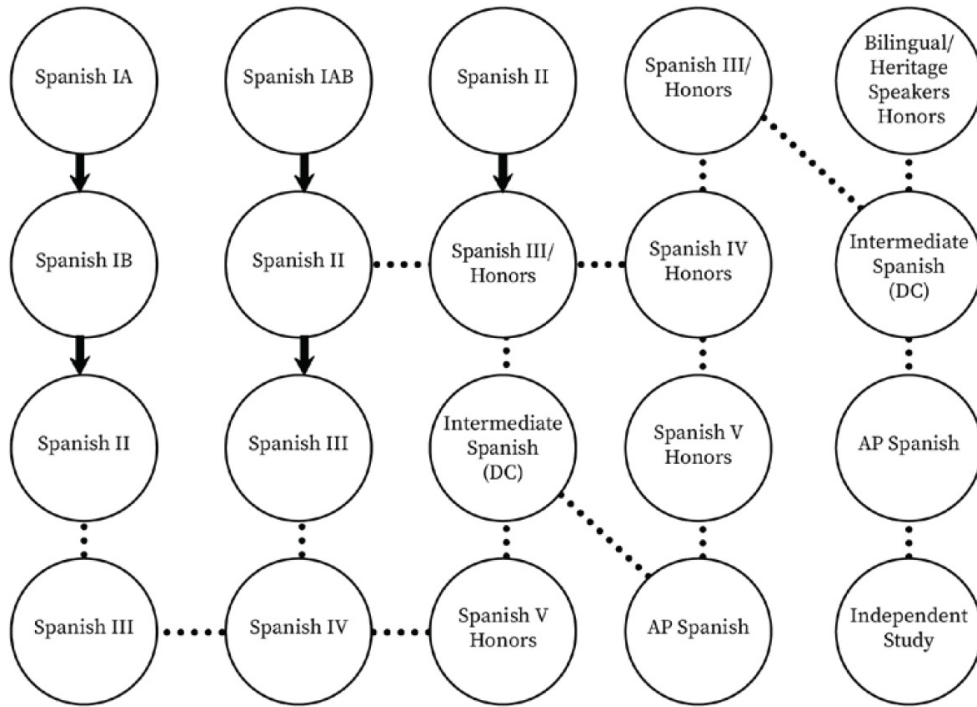 Spanish IA
Spanish IAB
Spanish II
Spanish III/
Honors
Bilingual/
Heritage
Speakers
Honors
Spanish IB
Spanish II
Spanish III/
Honors
Spanish IV
Honors
Intermediate
Spanish
(DC)
Spanish II
Spanish III
Intermediate
Spanish
(DC)
Spanish V
Honors
AP Spanish
Spanish III
Spanish IV
Spanish V
Honors
AP Spanish
Independent
Study